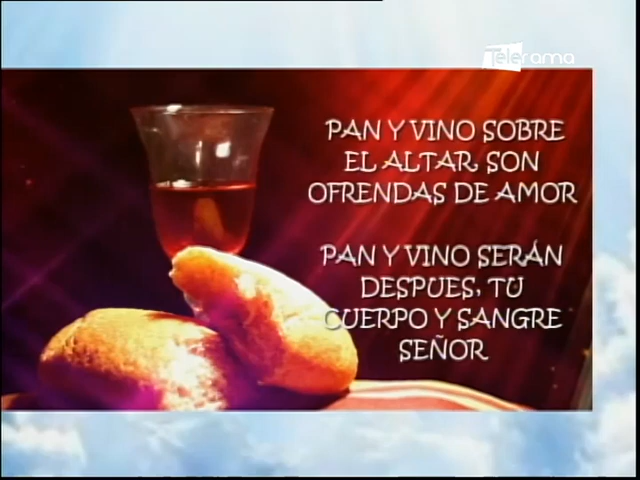 Telerama
PAN Y VINO SOBRE
EL ALTAR, SON
OFRENDAS DE AMOR
PAN Y VINO SERÁN
DESPUES, TU
CUERPO Y SANGRE
SEÑOR